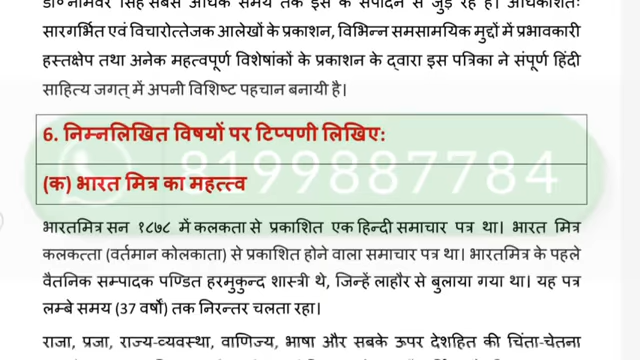 डॉ० नामवर सिंह सबसे अधिक समय तक इस के संपादन से जुड़े रहे हैं। अधिकांशतः
सारगर्भित एवं विचारोत्तेजक आलेखों के प्रकाशन, विभिन्न समसामयिक मुद्दों में प्रभावकारी
हस्तक्षेप तथा अनेक महत्वपूर्ण विशेषांकों के प्रकाशन के द्वारा इस पत्रिका ने संपूर्ण हिंदी
साहित्य जगत् में अपनी विशिष्ट पहचान बनायी है।
6. निम्नलिखित विषयों पर टिप्पणी लिखिए:
8199887784
(क) भारत मित्र का महत्त्व
भारतमित्र सन १८७८ में कलकता से प्रकाशित एक हिन्दी समाचार पत्र था। भारत मित्र
कलकत्ता (वर्तमान कोलकाता) से प्रकाशित होने वाला समाचार पत्र था। भारतमित्र के पहले
वैतनिक सम्पादक पण्डित हरमुकुन्द शास्त्री थे, जिन्हें लाहौर से बुलाया गया था। यह पत्र
लम्बे समय (37 वर्षों) तक निरन्तर चलता रहा।
राजा, प्रजा, राज्य-व्यवस्था, वाणिज्य, भाषा और सबके ऊपर देशहित की चिंता-चेतना